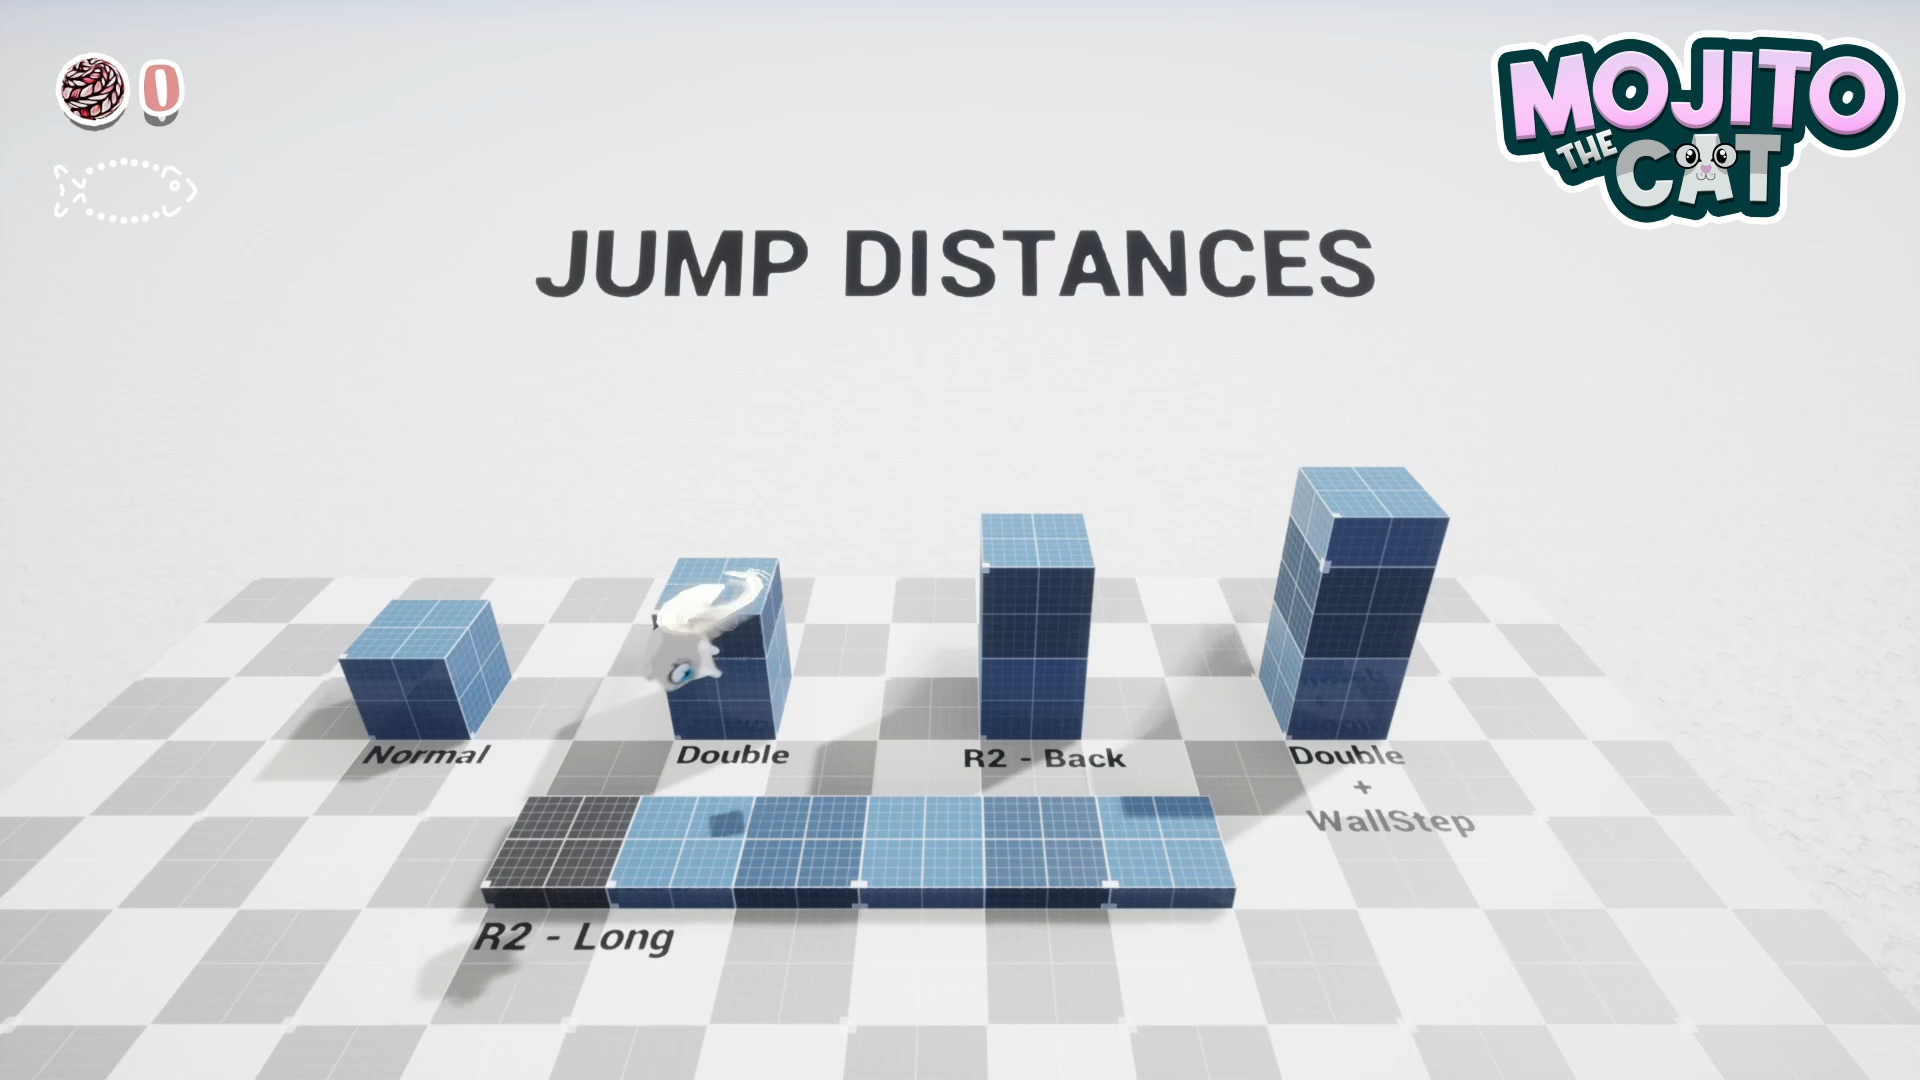 0
MOJITO
THE CAT
JUMP DISTANCES
Normal
Double
R2 - Back
Double
+
WallStep
R2 - Long